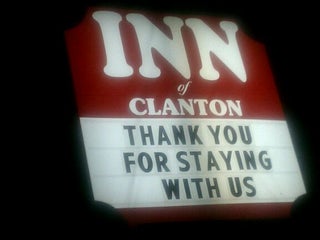 INN
of
CLANTON
THANK YOU
FOR STAYING
WITH US